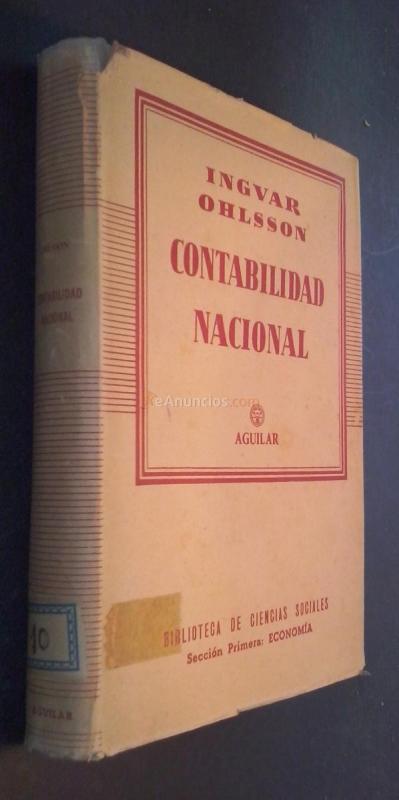 INGVAR
OHLSSON
CONTABILIDAD
NACIONAL
eAnuncios.com
AGUILAR
BIBLIOTECA DE CIENCIAS SOCIALES
Sección Primera: ECONOMÍA
CONTABILIDAD
NACIONAL
10
AGUILAR